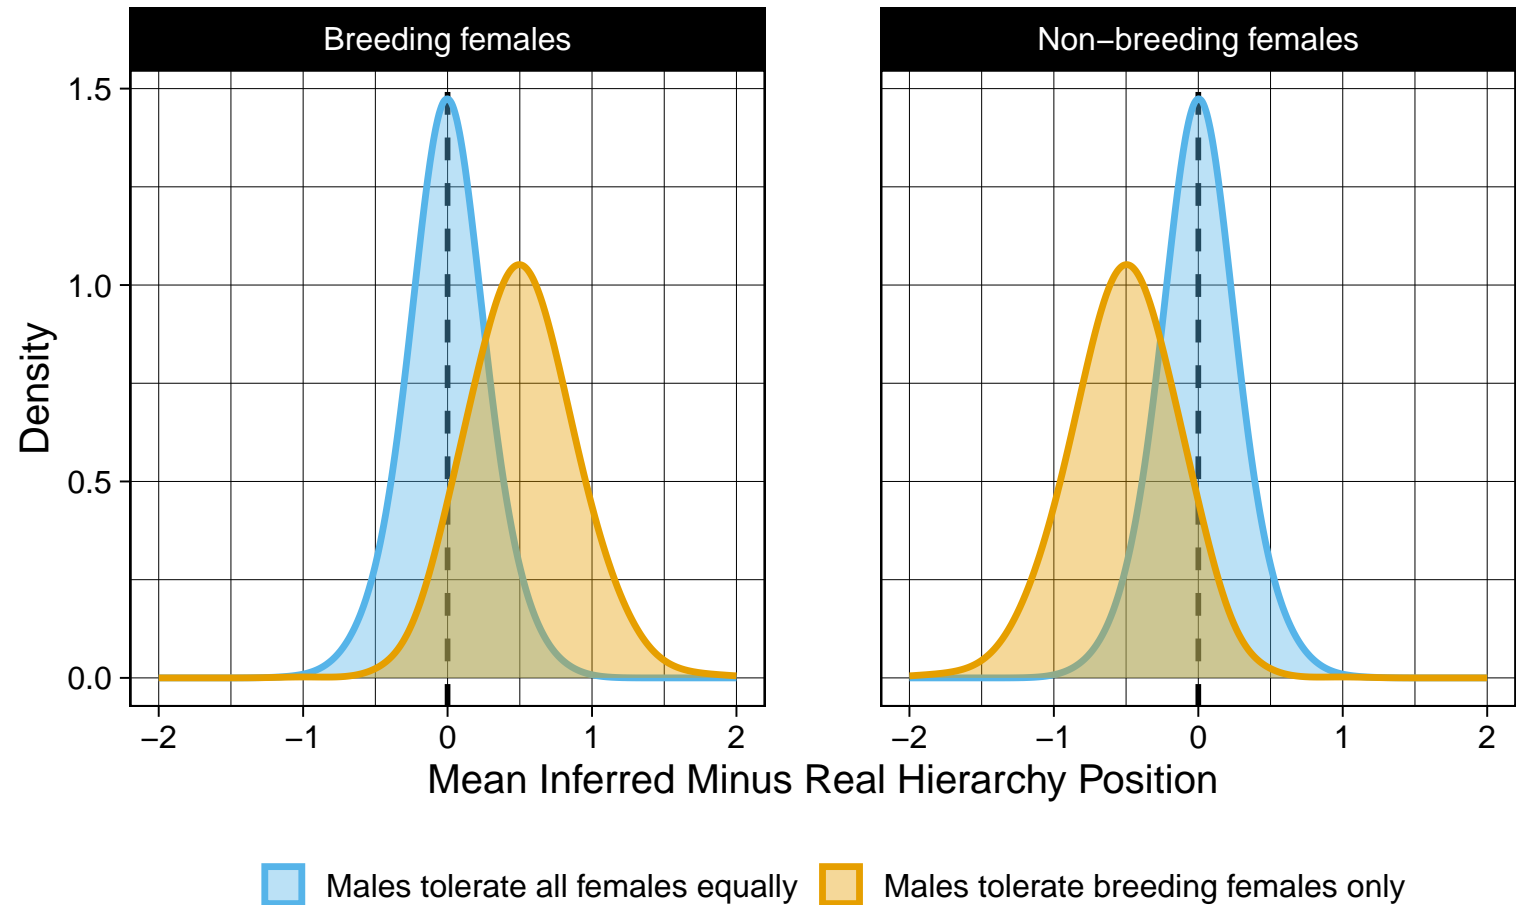 Breeding females
Non−breeding females
Density
1.5
1.0
0.5
0.0
−2 −1 0 1 2
−2 −1 0 1 2
Mean Inferred Minus Real Hierarchy Position
Males tolerate all females equally
Males tolerate breeding females only